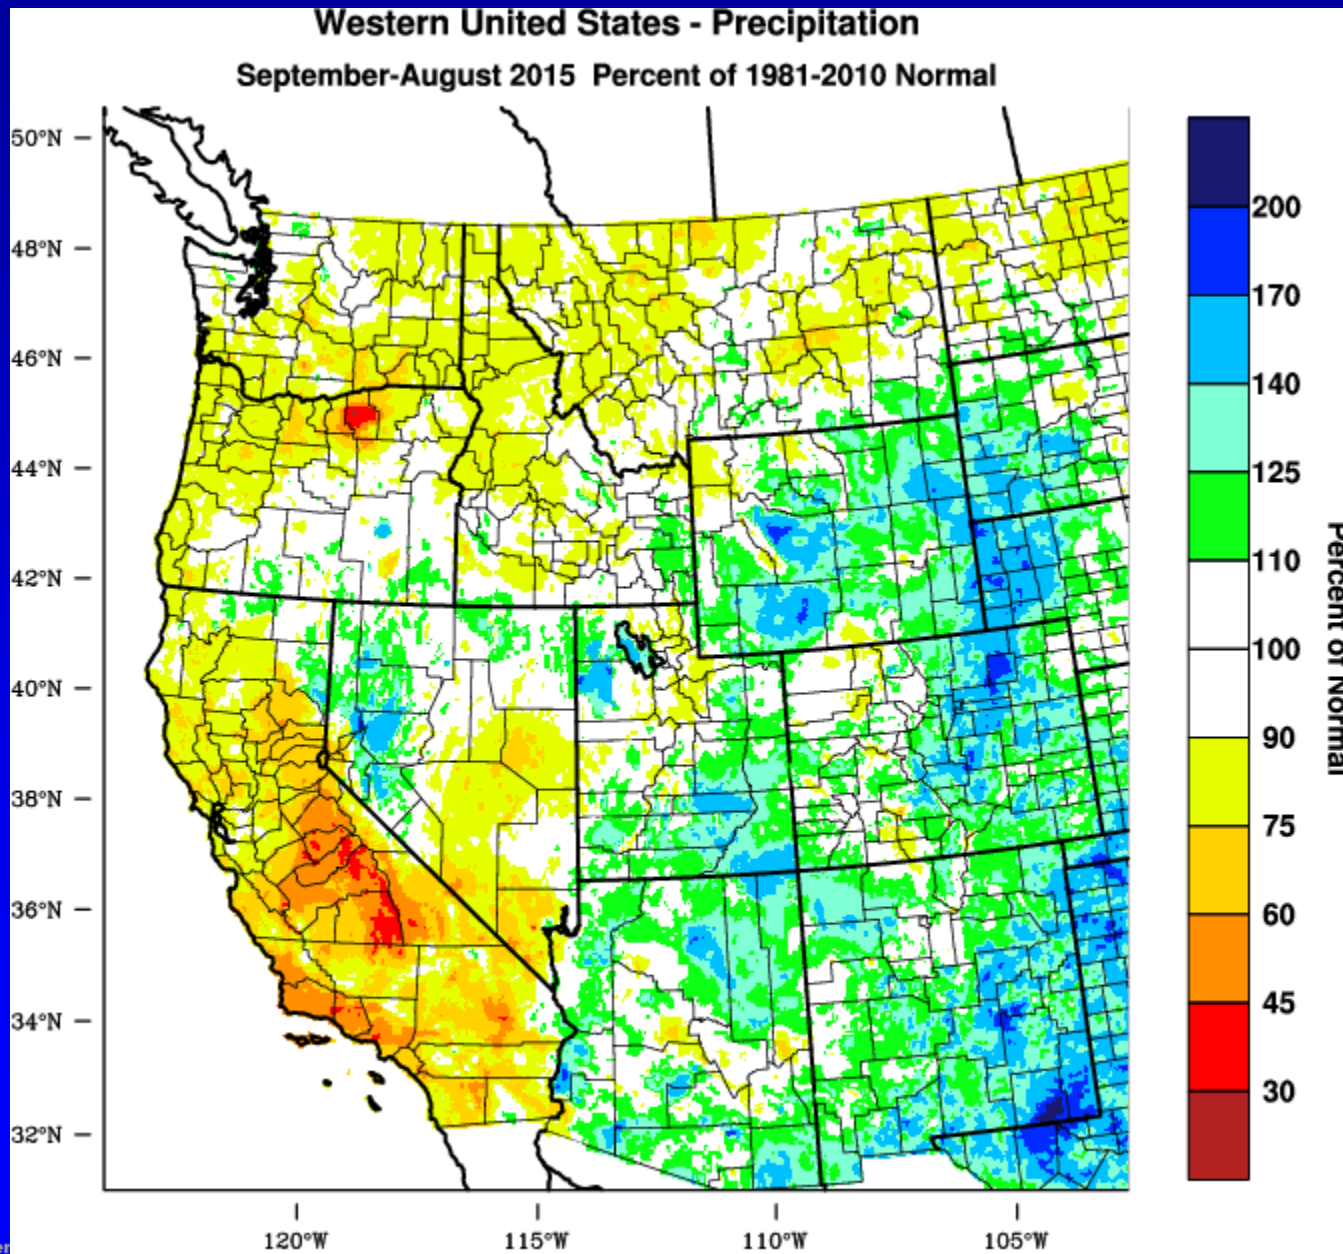 Western United States - Precipitation
September-August 2015 Percent of 1981-2010 Normal
50°N
48°N
46°N
44°N
42°N
40°N
38°N
36°N
34°N
32°N
120°W
115°W
110°W
105°W
200
170
140
125
110
100
90
75
60
45
30
Percent of Normal